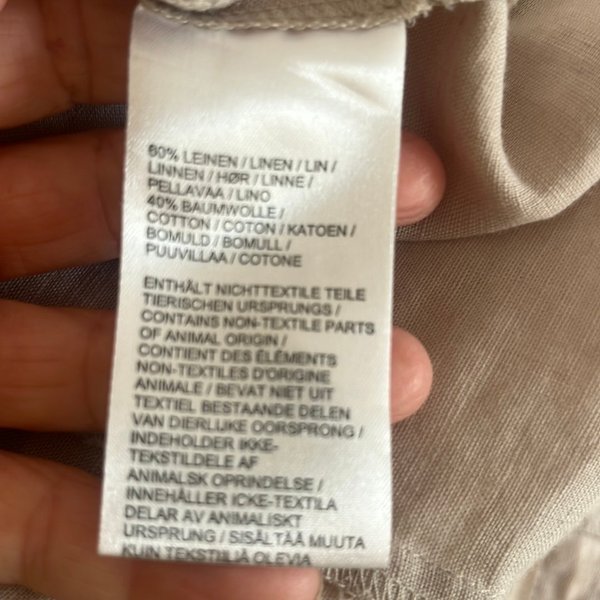 60% LEINEN / LINEN / LIN /
LINNEN / HØR / LINNE /
PELLAVAA / LINO
40% BAUMWOLLE /
COTTON / COTON / KATOEN /
BOMULD / BOMULL /
PUUVILLAA / COTONE
ENTHÄLT NICHTTEXTILE TEILE
TIERISCHEN URSPRUNGS /
CONTAINS NON-TEXTILE PARTS
OF ANIMAL ORIGIN /
CONTIENT DES ÉLÉMENTS
NON-TEXTILES D'ORIGINE
ANIMALE / BEVAT NIET UIT
TEXTIEL BESTAANDE DELEN
VAN DIERLIJKE OORSPRONG /
INDEHOLDER IKKE-
TEKSTILDELE AF
ANIMALSK OPRINDELSE /
INNEHÅLLER ICKE-TEXTILA
DELAR AV ANIMALISKT
URSPRUNG / SISÄLTÄÄ MUUTA
KUIN TEKSTIILIÄ OLEVIA